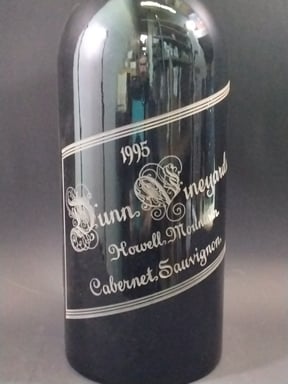 1995
Dunn Vineyards
Howell Mountain
Cabernet Sauvignon